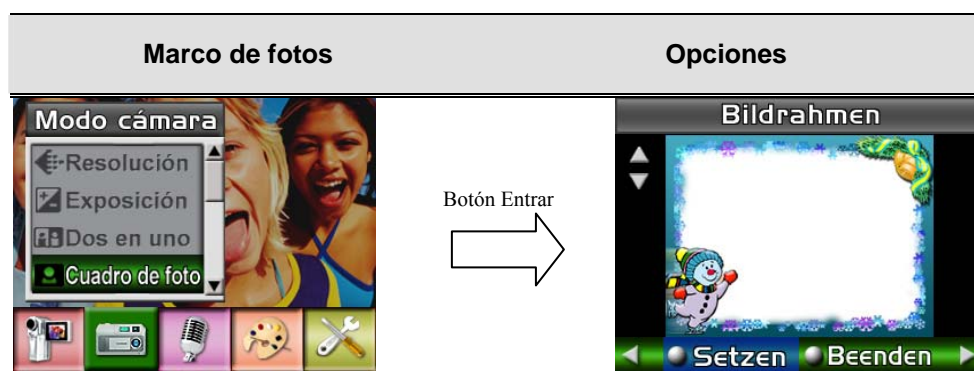 Marco de fotos
Opciones
Modo cámara
Resolución
Exposición
Dos en uno
Cuadro de foto
Botón Entrar
Bildrahmen
Setzen
Beenden